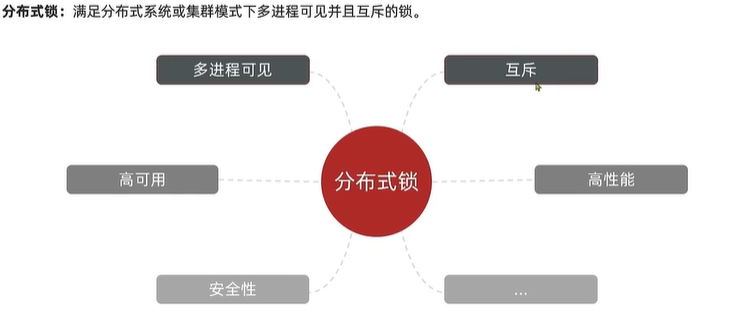 分布式锁：满足分布式系统或集群模式下多进程可见并且互斥的锁。
多进程可见
互斥
高可用
分布式锁
高性能
安全性
...